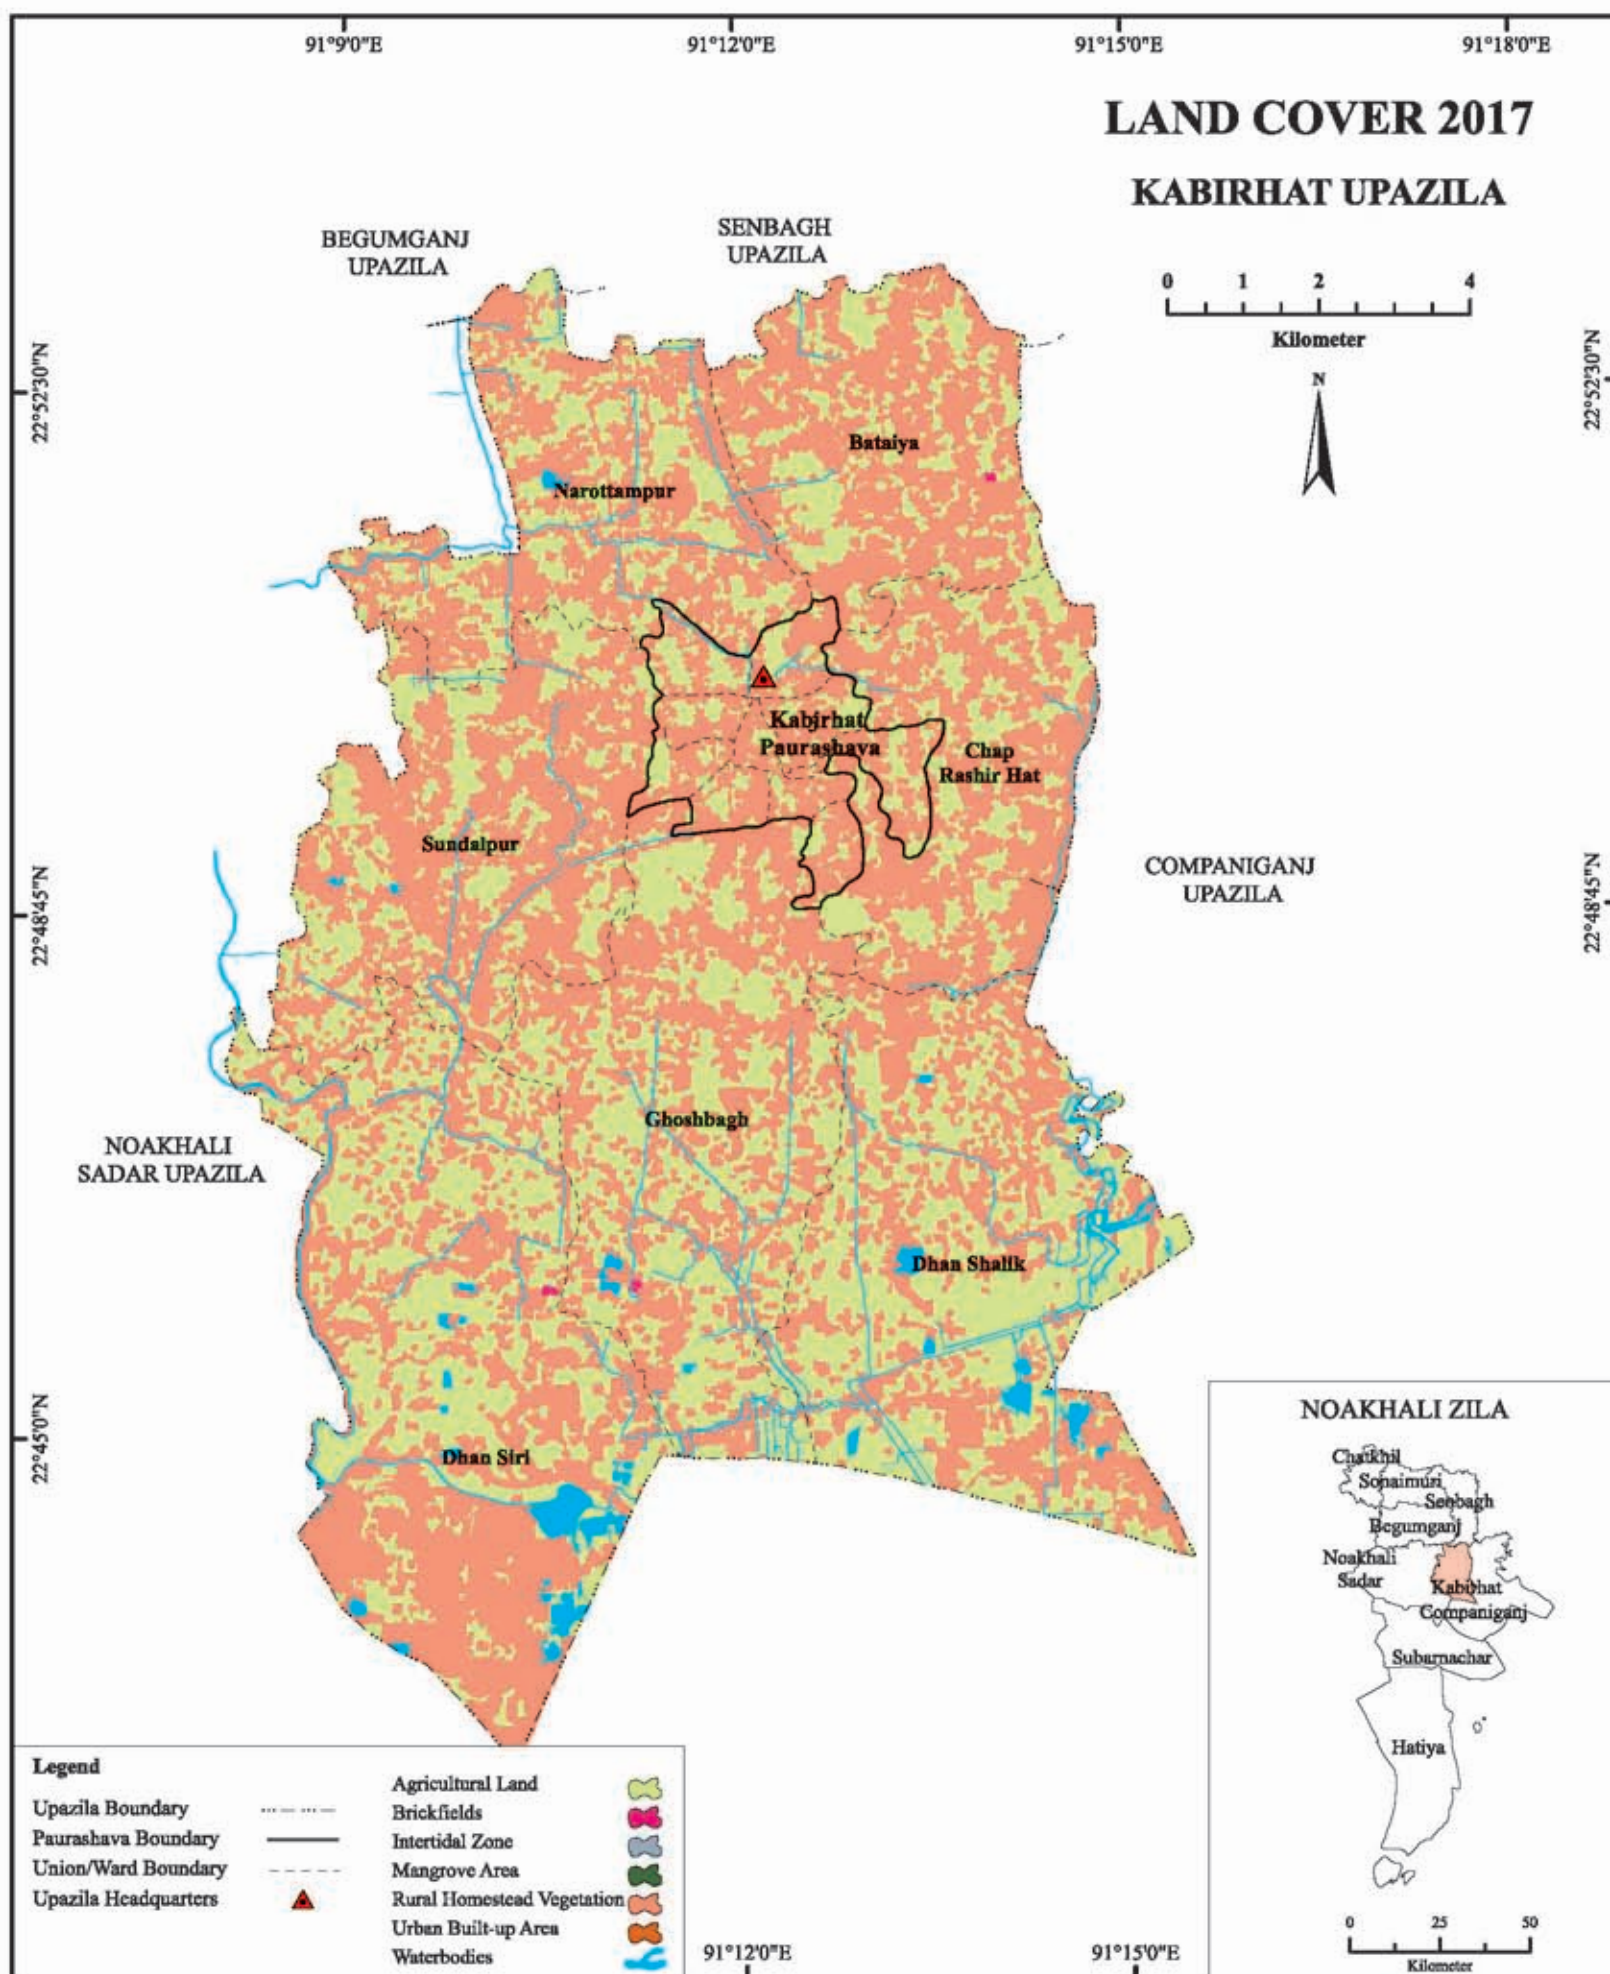 91°9'0"E
91°12'0"E
91°15'0"E
91°18'0"E
LAND COVER 2017
KABIRHAT UPAZILA
BEGUMGANJ
UPAZILA
SENBAGH
UPAZILA
0 1 2 4
Kilometer
N
22°52'30"N
22°52'30"N
Bataiya
Narottampur
Kabirhat
Paurashava
Chap
Rashir Hat
Sundalpur
COMPANIGANJ
UPAZILA
22°48'45"N
22°48'45"N
Ghoshbagh
NOAKHALI
SADAR UPAZILA
Dhan Shalik
22°45'0"N
Dhan Siri
NOAKHALI ZILA
Chatkhil
Sonaimuri
Senbagh
Begumganj
Noakhali
Sadar
Kabirhat
Companiganj
Subarnachar
Hatiya
0 25 50
Kilometer
Legend
Upazila Boundary
Paurashava Boundary
Union/Ward Boundary
Upazila Headquarters
Agricultural Land
Brickfields
Intertidal Zone
Mangrove Area
Rural Homestead Vegetation
Urban Built-up Area
Waterbodies
91°12'0"E
91°15'0"E